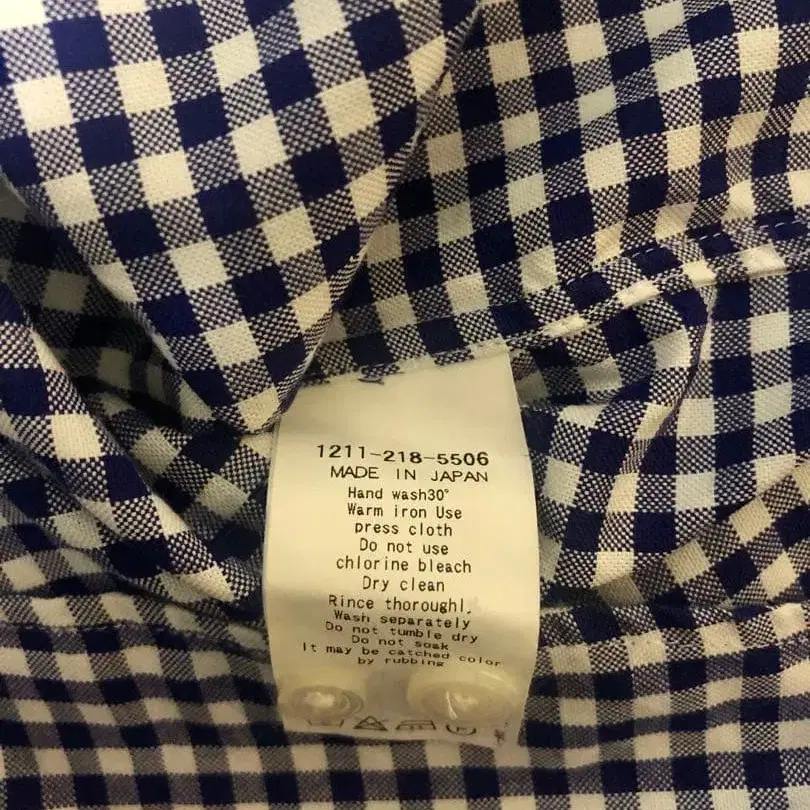 1211-218-5506
MADE IN JAPAN
Hand wash30°
Warm iron Use
press cloth
Do not use
chlorine bleach
Dry clean
Rince thoroughl.
Wash separately
Do not tumble dry
Do not soak
It may be catched color
by rubbing